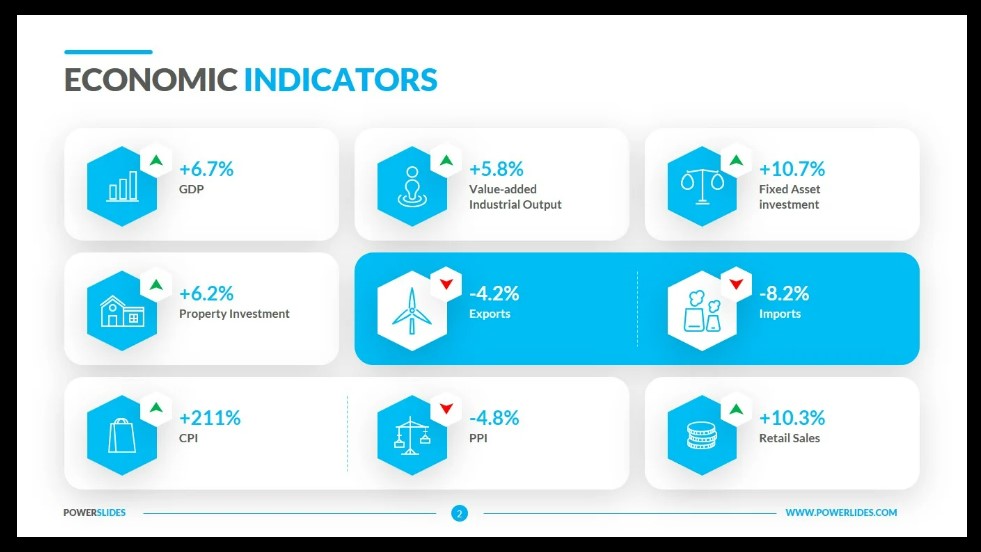 ECONOMIC INDICATORS
+6.7%
GDP
+5.8%
Value-added
Industrial Output
+10.7%
Fixed Asset
investment
+6.2%
Property Investment
-4.2%
Exports
-8.2%
Imports
+211%
CPI
-4.8%
PPI
+10.3%
Retail Sales
POWERSLIDES
2
WWW.POWERLIDES.COM